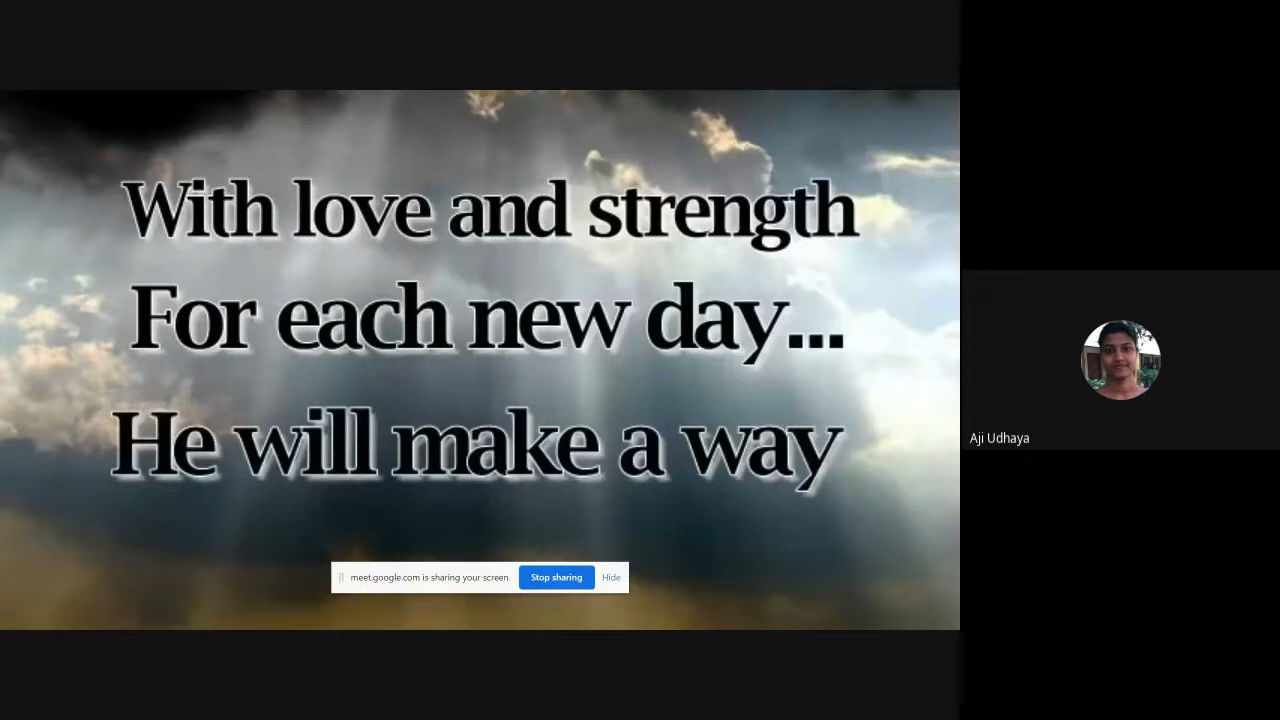 With love and strength
For each new day...
He will make a way
meet.google.com is sharing your screen. Stop sharing Hide
Aji Udhaya